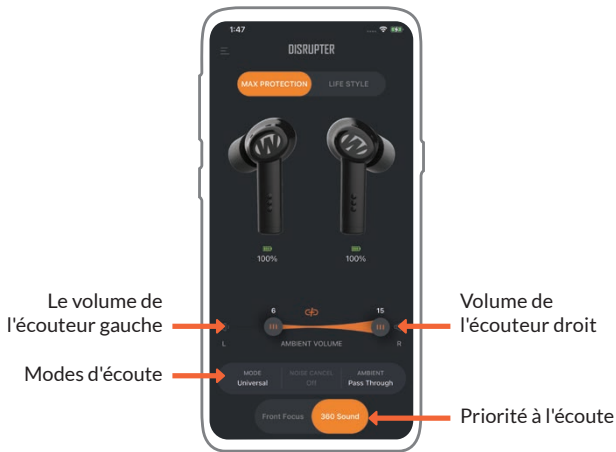 1:47
DISRUPTER
MAX PROTECTION LIFE STYLE
W W
100% 100%
Le volume de
l'écouteur gauche
6 15
Volume de
l'écouteur droit
L AMBIENT VOLUME R
Modes d'écoute
MODE NOISE CANCEL AMBIENT
Universal Off Pass Through
Front Focus 360 Sound
Priorité à l'écoute